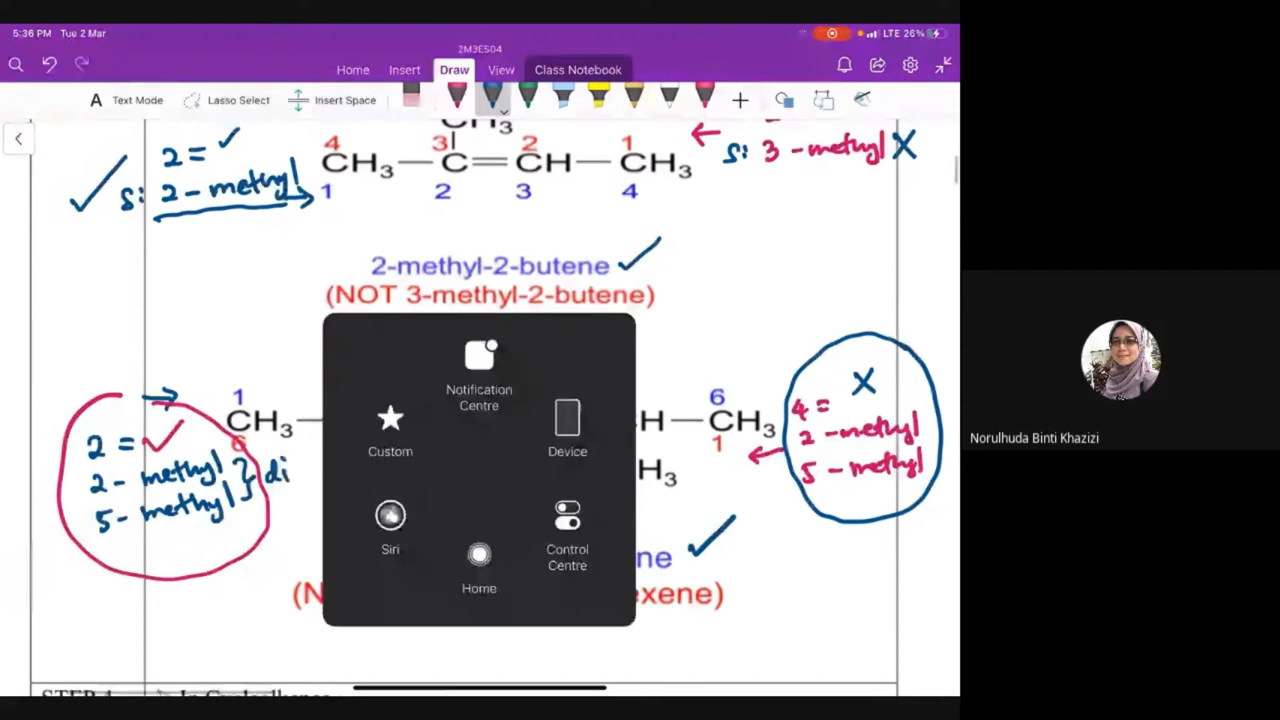 5:36 PM Tue 2 Mar
LTE 26%
2M3ES04
Home Insert Draw View Class Notebook
A Text Mode Lasso Select Insert Space
CH₃
2 =
s: 2-methyl
4 3 2 1
CH₃—C=CH—CH₃
1 2 3 4
s: 3-methyl X
2-methyl-2-butene
(NOT 3-methyl-2-butene)
Notification
Centre
Custom
Device
Siri
Control
Centre
Home
1
CH₃—
6
2 =
2-methyl
5-methyl } di
6
H—CH₃
1
H₃
X
4 =
2-methyl
5-methyl
ne
(N
exene)
Norulhuda Binti Khazizi